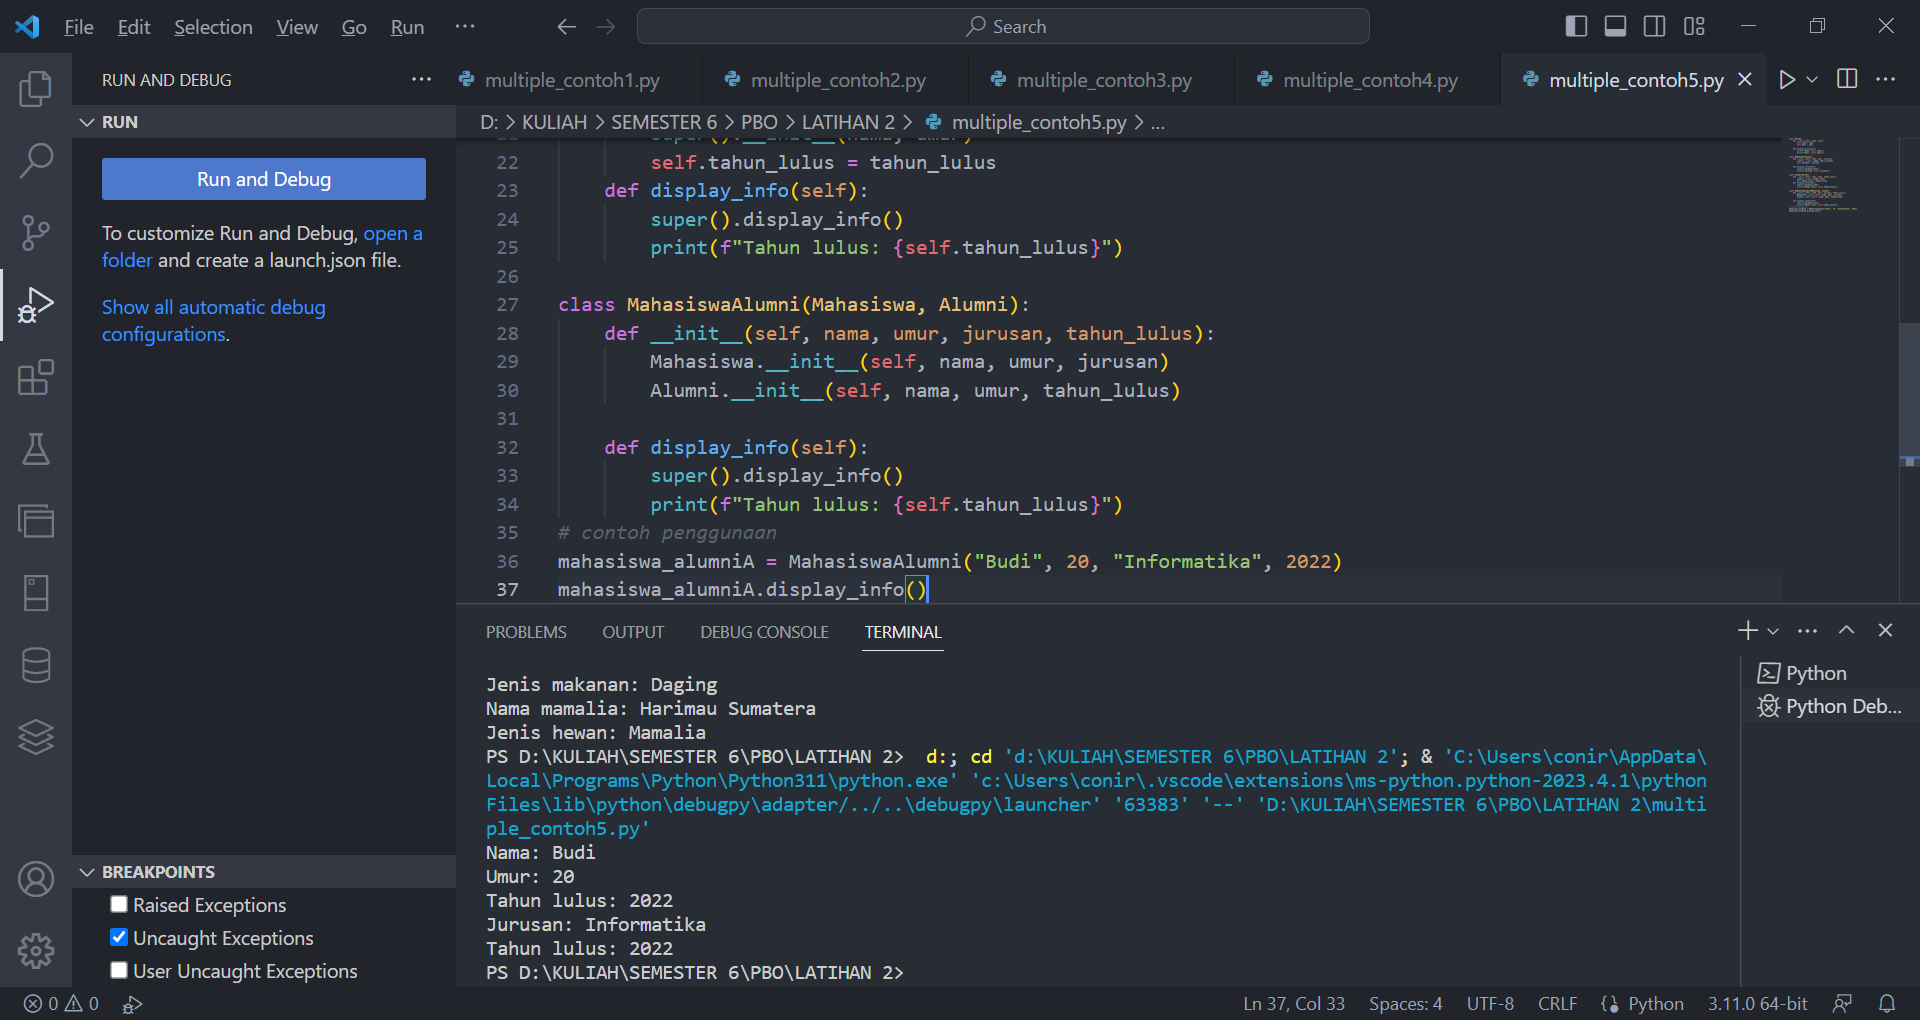 File Edit Selection View Go Run ··· Search
RUN AND DEBUG ··· multiple_contoh1.py multiple_contoh2.py multiple_contoh3.py multiple_contoh4.py multiple_contoh5.py
RUN
D: > KULIAH > SEMESTER 6 > PBO > LATIHAN 2 > multiple_contoh5.py > ...
Run and Debug
To customize Run and Debug, open a
folder and create a launch.json file.
Show all automatic debug
configurations.
21 super().__init__(nama, umur)
22 self.tahun_lulus = tahun_lulus
23 def display_info(self):
24 super().display_info()
25 print(f"Tahun lulus: {self.tahun_lulus}")
26
27 class MahasiswaAlumni(Mahasiswa, Alumni):
28 def __init__(self, nama, umur, jurusan, tahun_lulus):
29 Mahasiswa.__init__(self, nama, umur, jurusan)
30 Alumni.__init__(self, nama, umur, tahun_lulus)
31
32 def display_info(self):
33 super().display_info()
34 print(f"Tahun lulus: {self.tahun_lulus}")
35 # contoh penggunaan
36 mahasiswa_alumniA = MahasiswaAlumni("Budi", 20, "Informatika", 2022)
37 mahasiswa_alumniA.display_info()
PROBLEMS OUTPUT DEBUG CONSOLE TERMINAL
Jenis makanan: Daging
Nama mamalia: Harimau Sumatera
Jenis hewan: Mamalia
PS D:\KULIAH\SEMESTER 6\PBO\LATIHAN 2>  d:; cd 'd:\KULIAH\SEMESTER 6\PBO\LATIHAN 2'; & 'C:\Users\conir\AppData\
Local\Programs\Python\Python311\python.exe' 'c:\Users\conir\.vscode\extensions\ms-python.python-2023.4.1\python
Files\lib\python\debugpy\adapter/../..\debugpy\launcher' '63383' '--' 'D:\KULIAH\SEMESTER 6\PBO\LATIHAN 2\multi
ple_contoh5.py'
Nama: Budi
Umur: 20
Tahun lulus: 2022
Jurusan: Informatika
Tahun lulus: 2022
PS D:\KULIAH\SEMESTER 6\PBO\LATIHAN 2>
Python
Python Deb...
BREAKPOINTS
Raised Exceptions
Uncaught Exceptions
User Uncaught Exceptions
0 0 Ln 37, Col 33 Spaces: 4 UTF-8 CRLF Python 3.11.0 64-bit